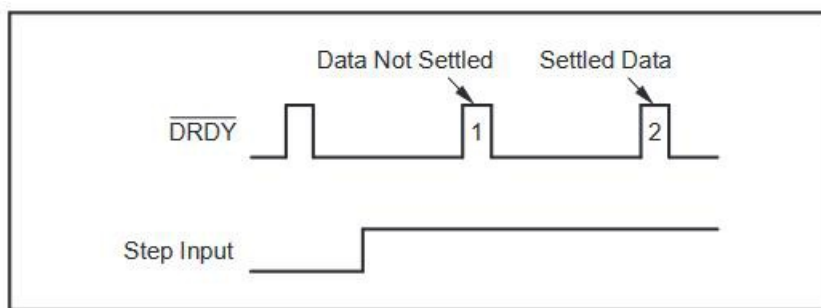 Data Not Settled
Settled Data
DRDY
1
2
Step Input